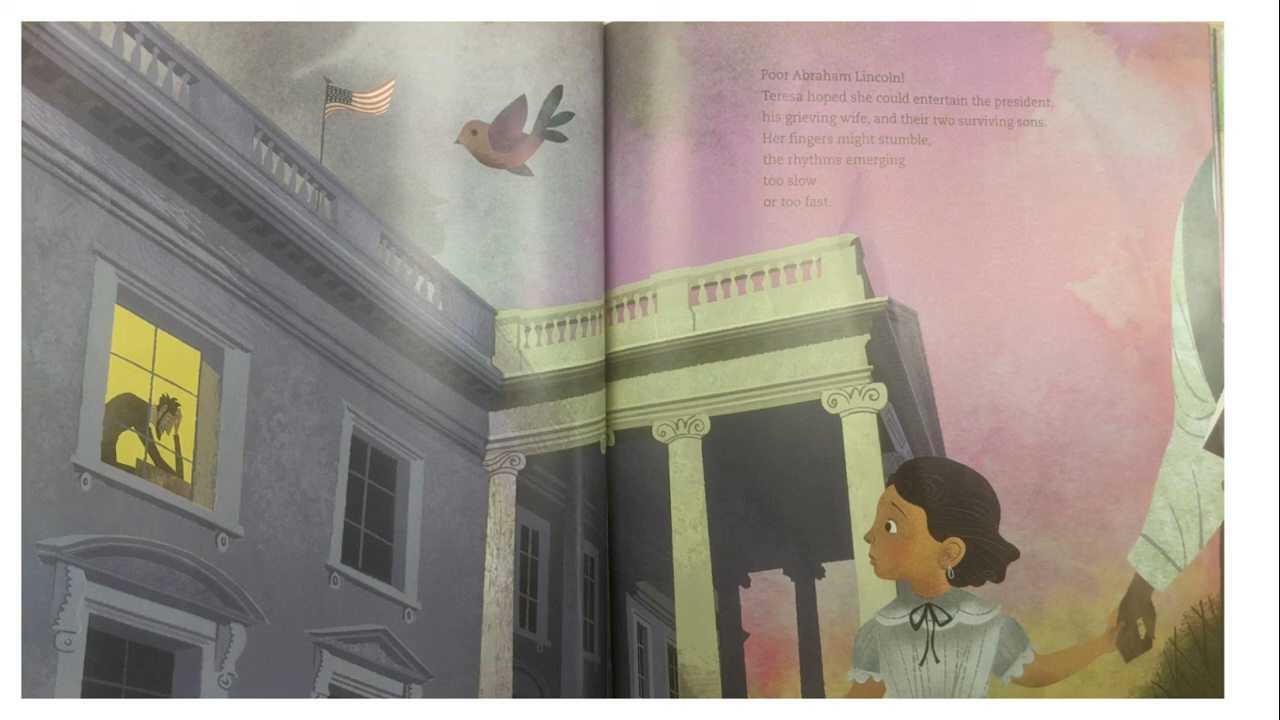 Poor Abraham Lincoln!
Teresa hoped she could entertain the president,
his grieving wife, and their two surviving sons.
Her fingers might stumble,
the rhythms emerging
too slow
or too fast.